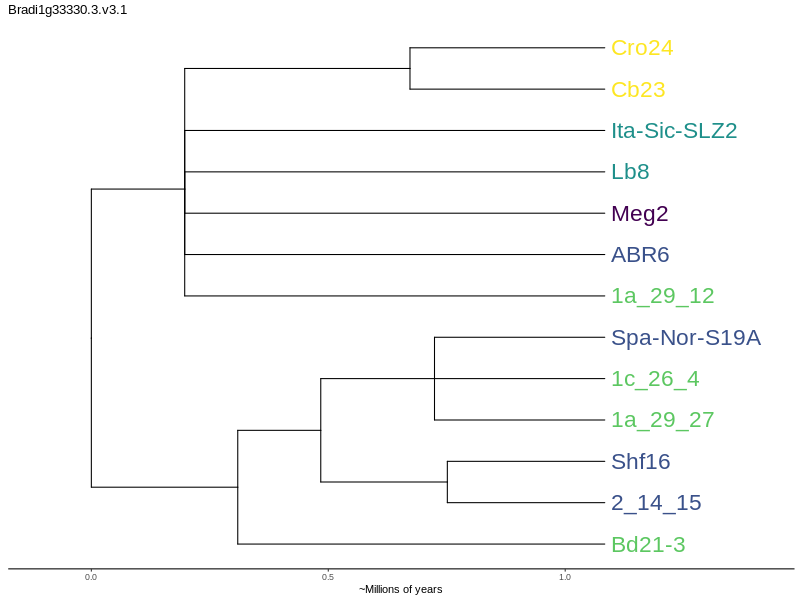 Bradi1g33330.3.v3.1
Cro24
Cb23
Ita-Sic-SLZ2
Lb8
Meg2
ABR6
1a_29_12
Spa-Nor-S19A
1c_26_4
1a_29_27
Shf16
2_14_15
Bd21-3
0.0 0.5 1.0
~Millions of years